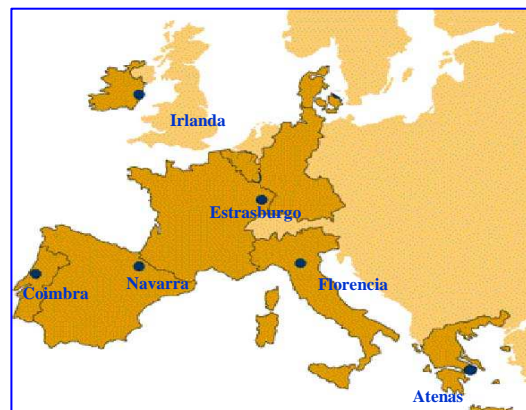 Irlanda
Estrasburgo
Navarra
Florencia
Coimbra
Atenas